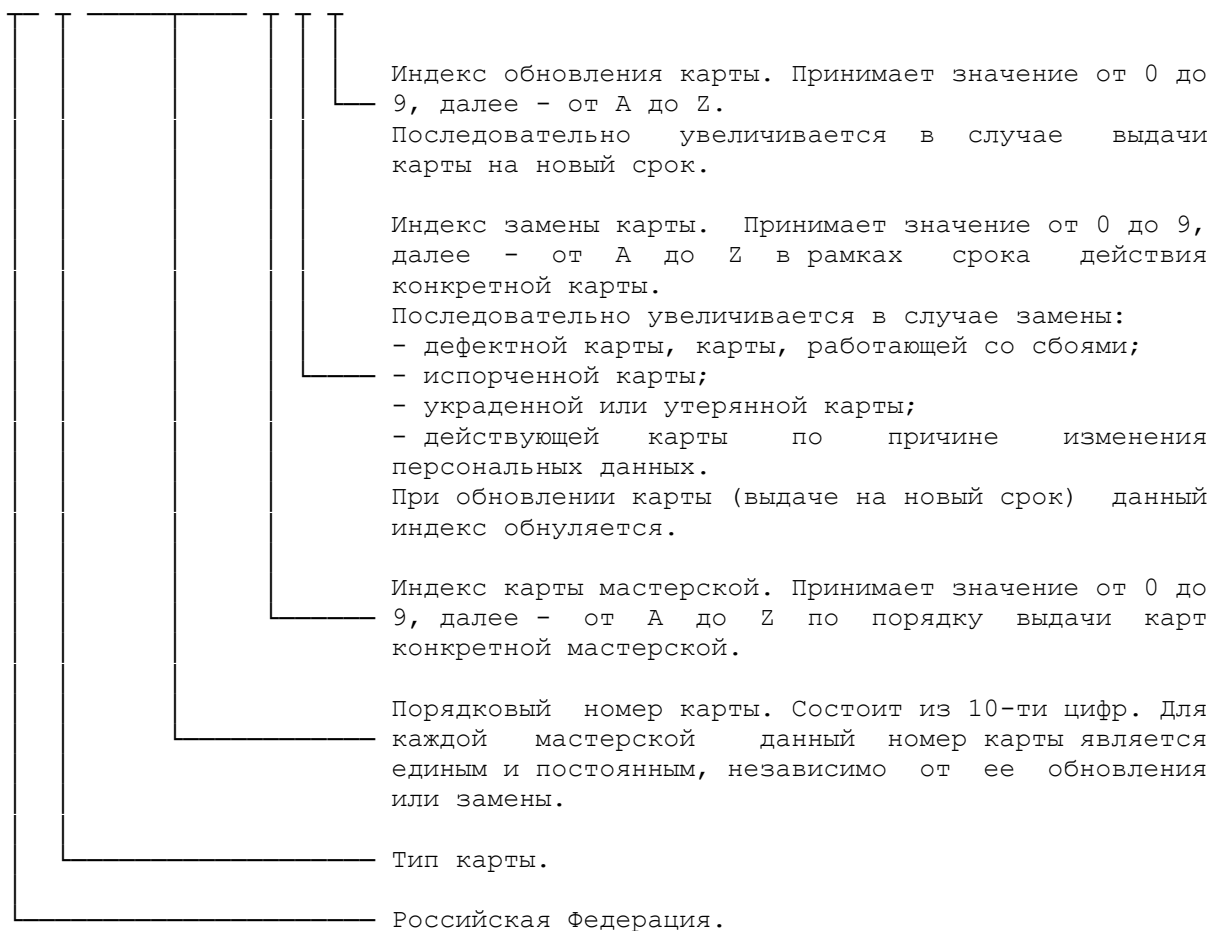 Индекс обновления карты. Принимает значение от 0 до
9, далее - от A до Z.
Последовательно увеличивается в случае выдачи
карты на новый срок.
Индекс замены карты. Принимает значение от 0 до 9,
далее - от A до Z в рамках срока действия
конкретной карты.
Последовательно увеличивается в случае замены:
- дефектной карты, карты, работающей со сбоями;
- испорченной карты;
- украденной или утерянной карты;
- действующей карты по причине изменения
персональных данных.
При обновлении карты (выдаче на новый срок) данный
индекс обнуляется.
Индекс карты мастерской. Принимает значение от 0 до
9, далее - от A до Z по порядку выдачи карт
конкретной мастерской.
Порядковый номер карты. Состоит из 10-ти цифр. Для
каждой мастерской данный номер карты является
единым и постоянным, независимо от ее обновления
или замены.
Тип карты.
Российская Федерация.